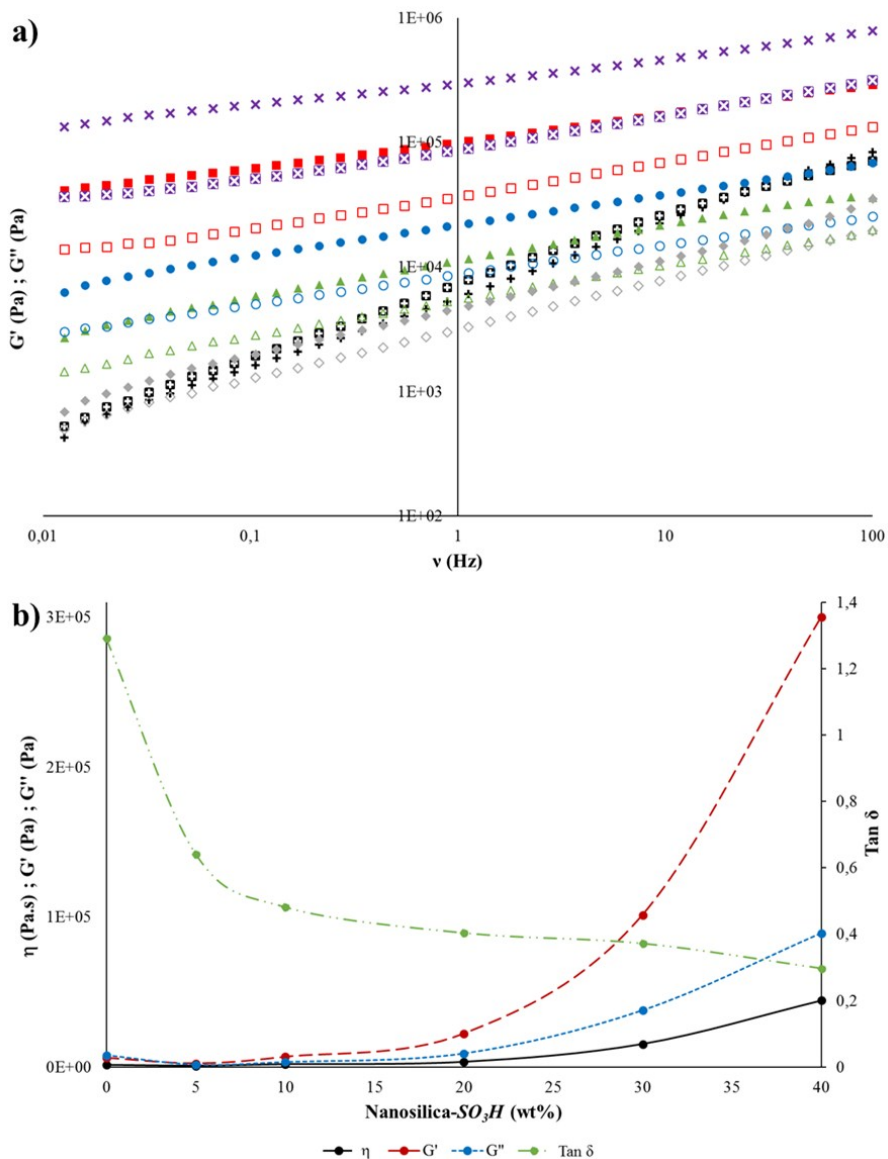 a)
1E+06
1E+05
1E+04
1E+03
1E+02
G' (Pa) ; G'' (Pa)
0,01
0,1
1
10
100
ν (Hz)
b)
3E+05
2E+05
1E+05
0E+00
η (Pa.s) ; G' (Pa) ; G'' (Pa)
1,4
1,2
1
0,8
0,6
0,4
0,2
0
Tan δ
0
5
10
15
20
25
30
35
40
Nanosilica-SO3H (wt%)
η
G'
G''
Tan δ